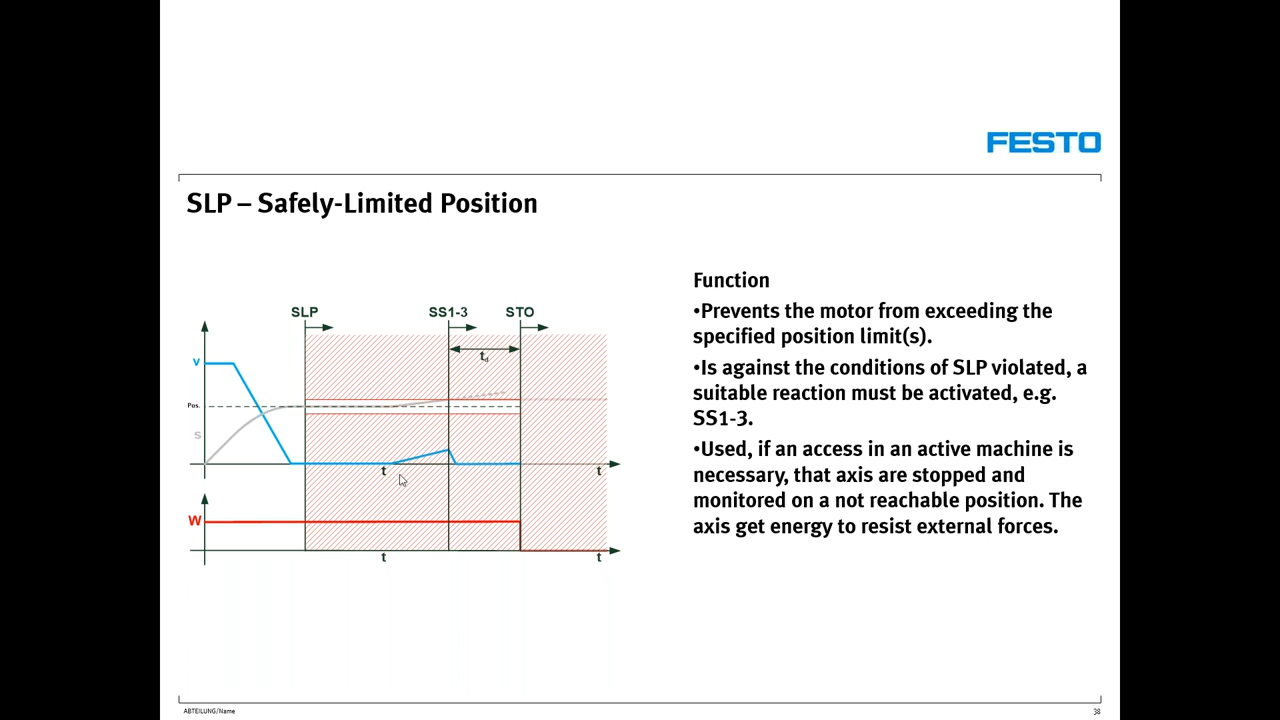 FESTO
SLP – Safely-Limited Position
SLP
SS1-3
STO
td
v
Pos.
s
t
t
W
t
t
Function
•Prevents the motor from exceeding the
specified position limit(s).
•Is against the conditions of SLP violated, a
suitable reaction must be activated, e.g.
SS1-3.
•Used, if an access in an active machine is
necessary, that axis are stopped and
monitored on a not reachable position. The
axis get energy to resist external forces.
ABTEILUNG/Name
38